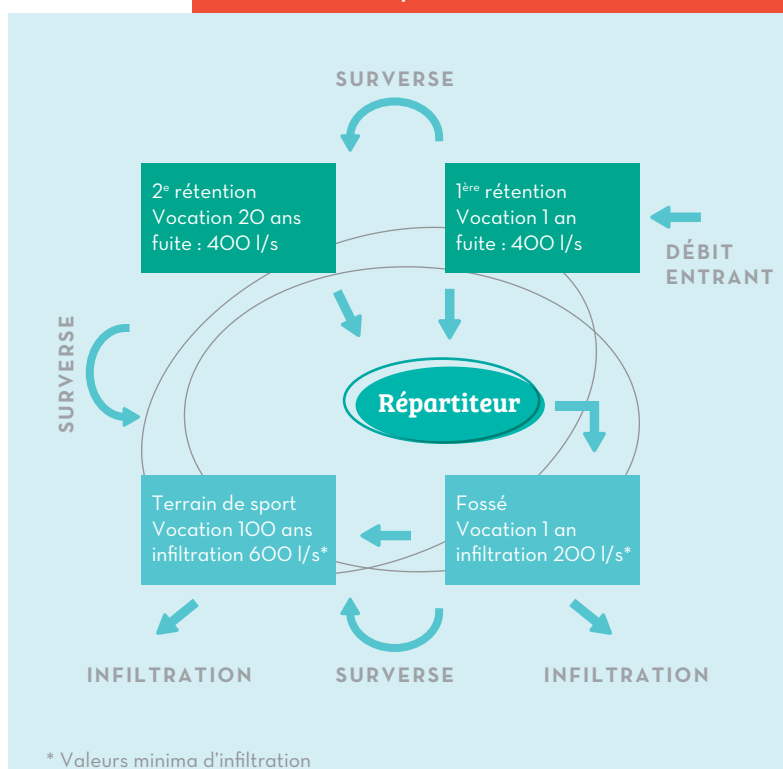 SURVERSE
2e rétention
Vocation 20 ans
fuite : 400 l/s
1ère rétention
Vocation 1 an
fuite : 400 l/s
DÉBIT
ENTRANT
SURVERSE
Répartiteur
Terrain de sport
Vocation 100 ans
infiltration 600 l/s*
Fossé
Vocation 1 an
infiltration 200 l/s*
INFILTRATION
SURVERSE
INFILTRATION
* Valeurs minima d’infiltration